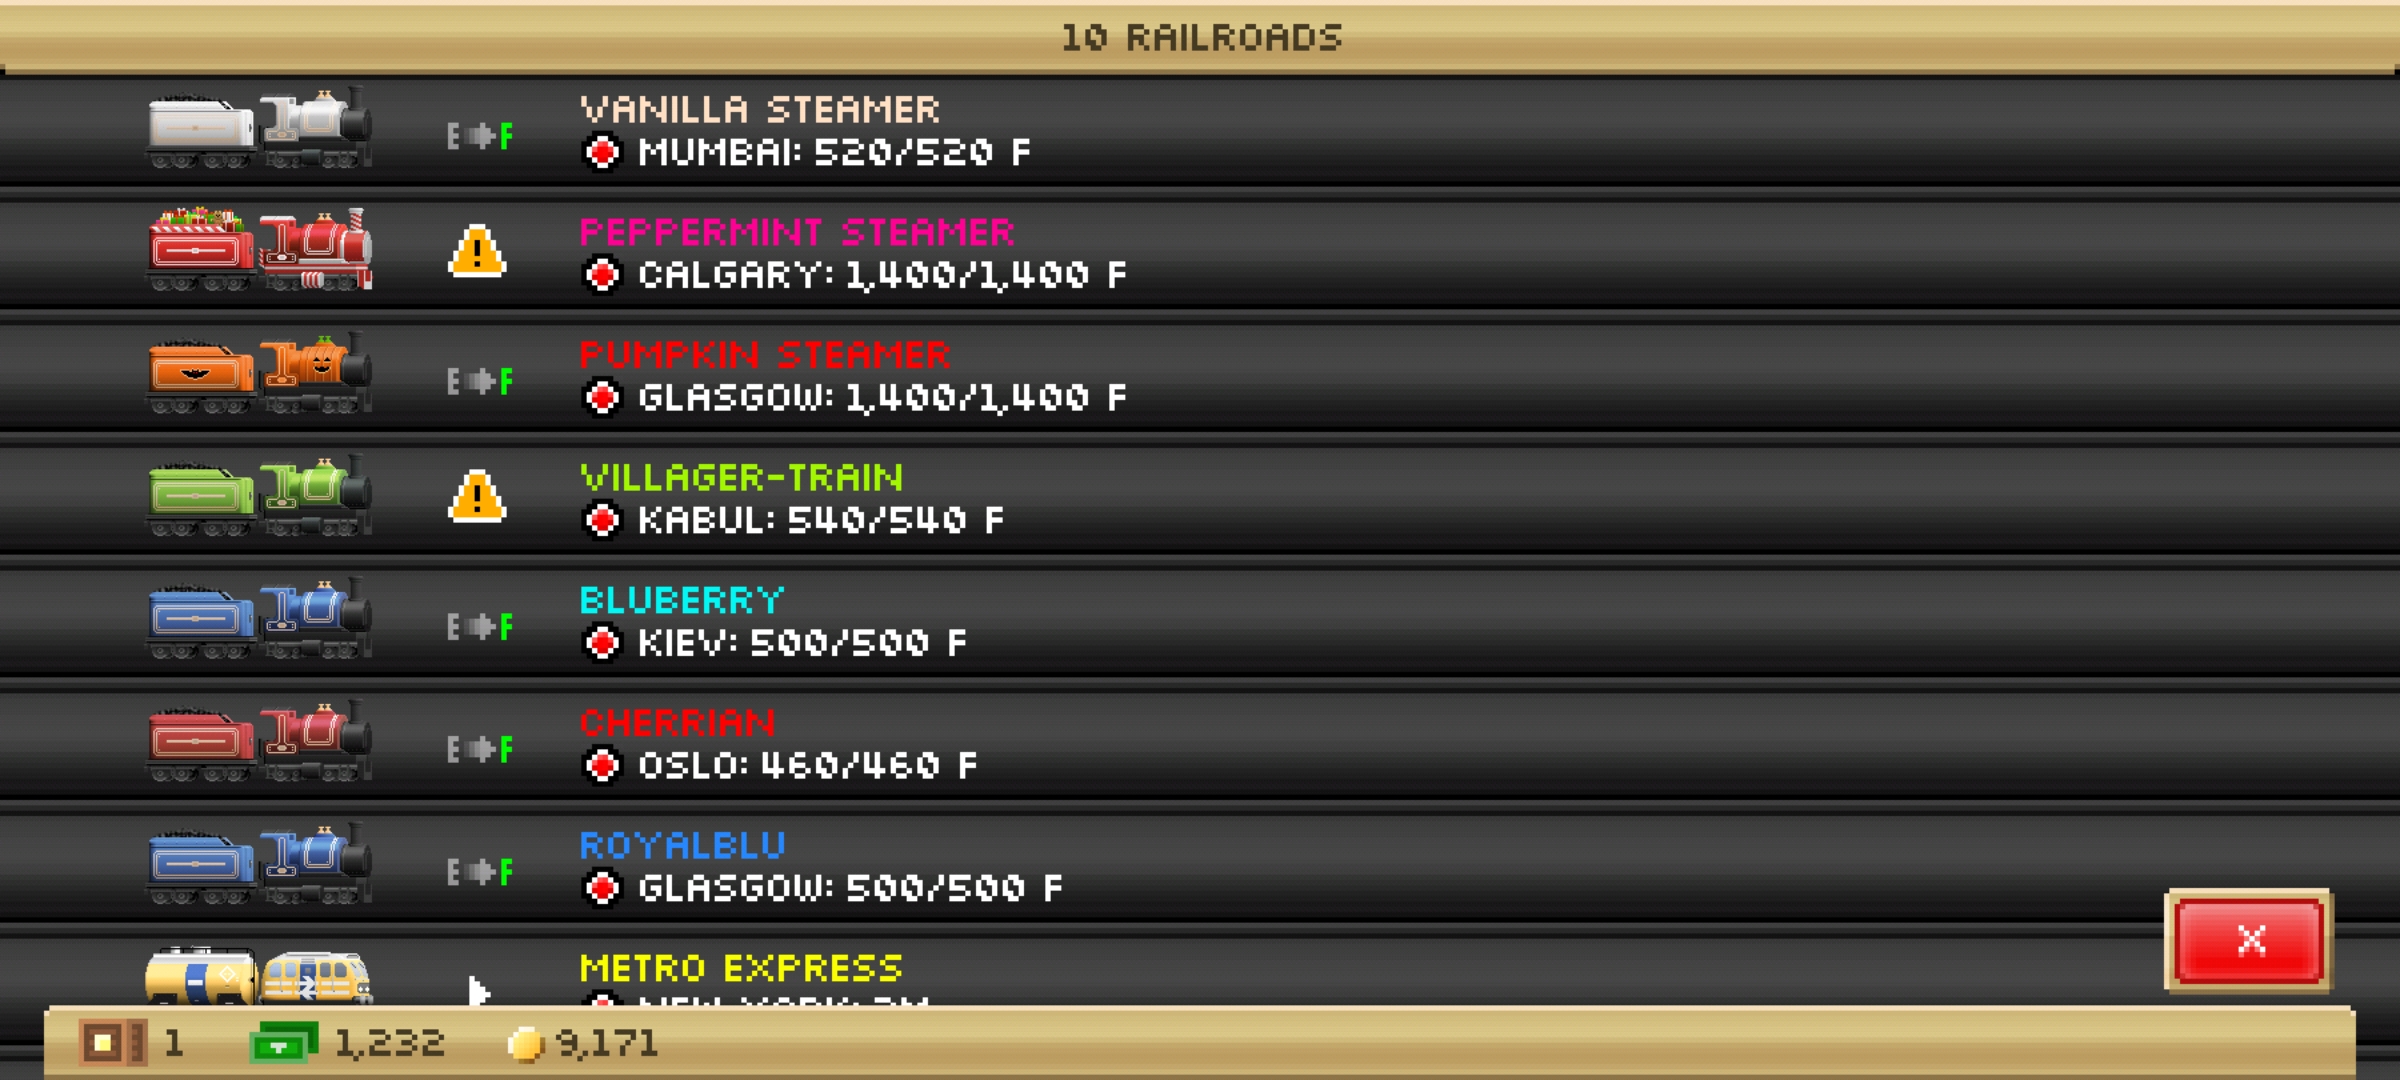 10 RAILROADS
VANILLA STEAMER
E F
MUMBAI: 520/520 F
PEPPERMINT STEAMER
!
CALGARY: 1,400/1,400 F
PUMPKIN STEAMER
E F
GLASGOW: 1,400/1,400 F
VILLAGER-TRAIN
!
KABUL: 540/540 F
BLUBERRY
E F
KIEV: 500/500 F
CHERRIAN
E F
OSLO: 460/460 F
ROYALBLU
E F
GLASGOW: 500/500 F
METRO EXPRESS
NEW YORK:
X
1 1,232 9,171